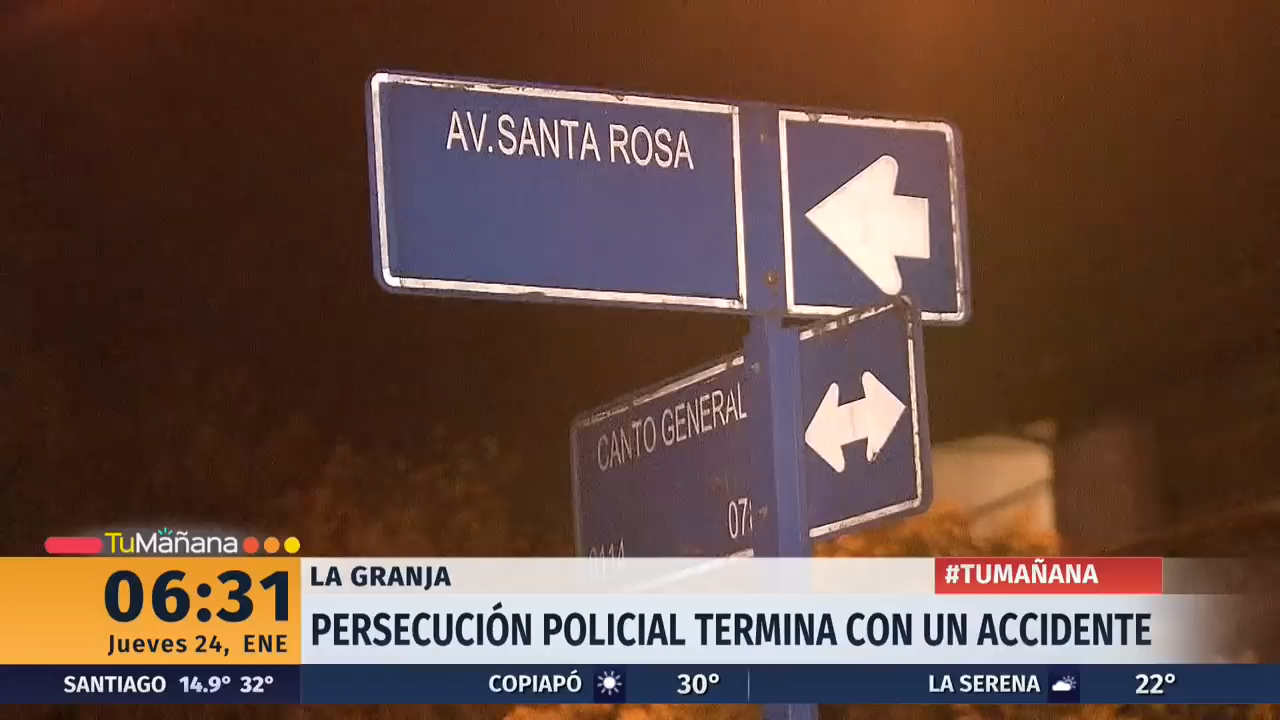 AV. SANTA ROSA
CANTO GENERAL
TuMañana
06:31
Jueves 24, ENE
LA GRANJA
#TUMAÑANA
PERSECUCIÓN POLICIAL TERMINA CON UN ACCIDENTE
SANTIAGO 14.9° 32°
COPIAPÓ 30°
LA SERENA 22°